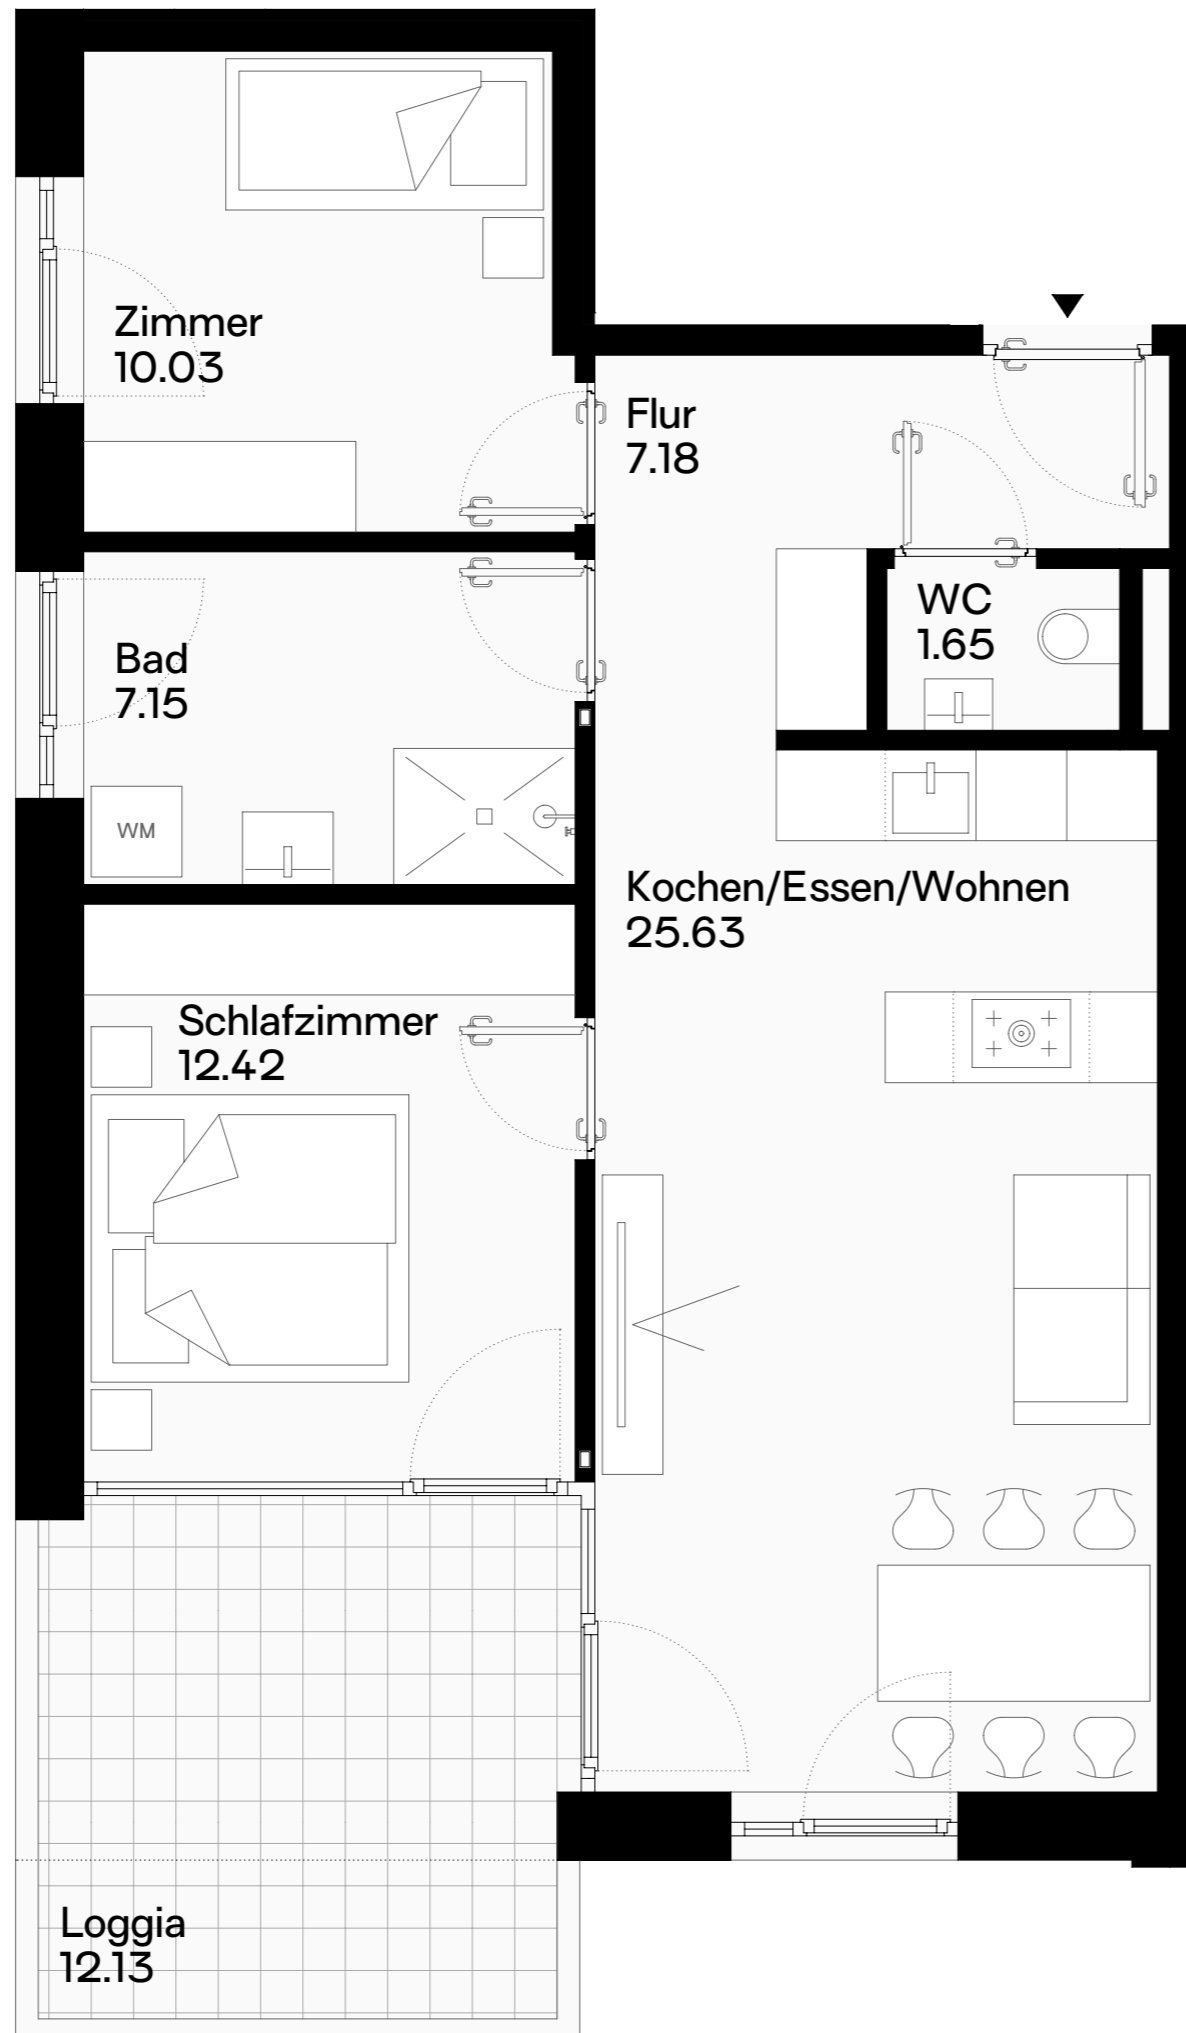 Zimmer
10.03
Flur
7.18
WC
1.65
Bad
7.15
WM
Kochen/Essen/Wohnen
25.63
Schlafzimmer
12.42
Loggia
12.13